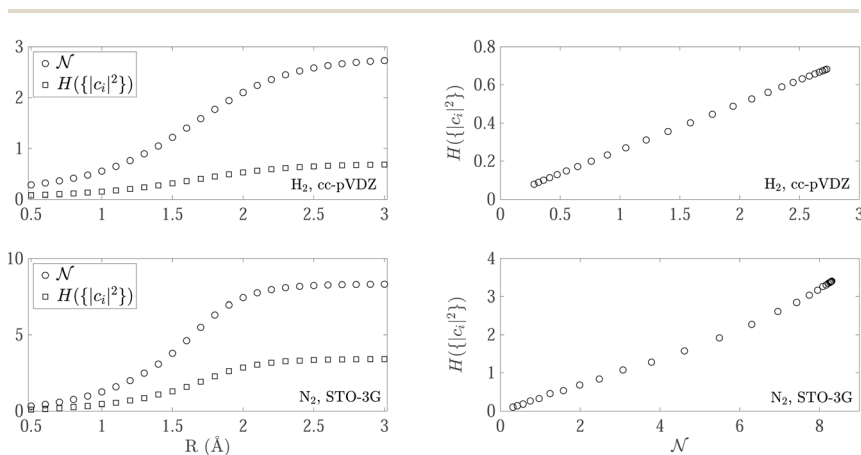 3
2
1
0
𝒩
H({|c_i|^2})
H₂, cc-pVDZ
0.5 1 1.5 2 2.5 3
0.8
0.6
0.4
0.2
0
H({|c_i|^2})
H₂, cc-pVDZ
0 0.5 1 1.5 2 2.5 3
10
5
0
𝒩
H({|c_i|^2})
N₂, STO-3G
0.5 1 1.5 2 2.5 3
R (Å)
4
3
2
1
0
H({|c_i|^2})
N₂, STO-3G
0 2 4 6 8
𝒩